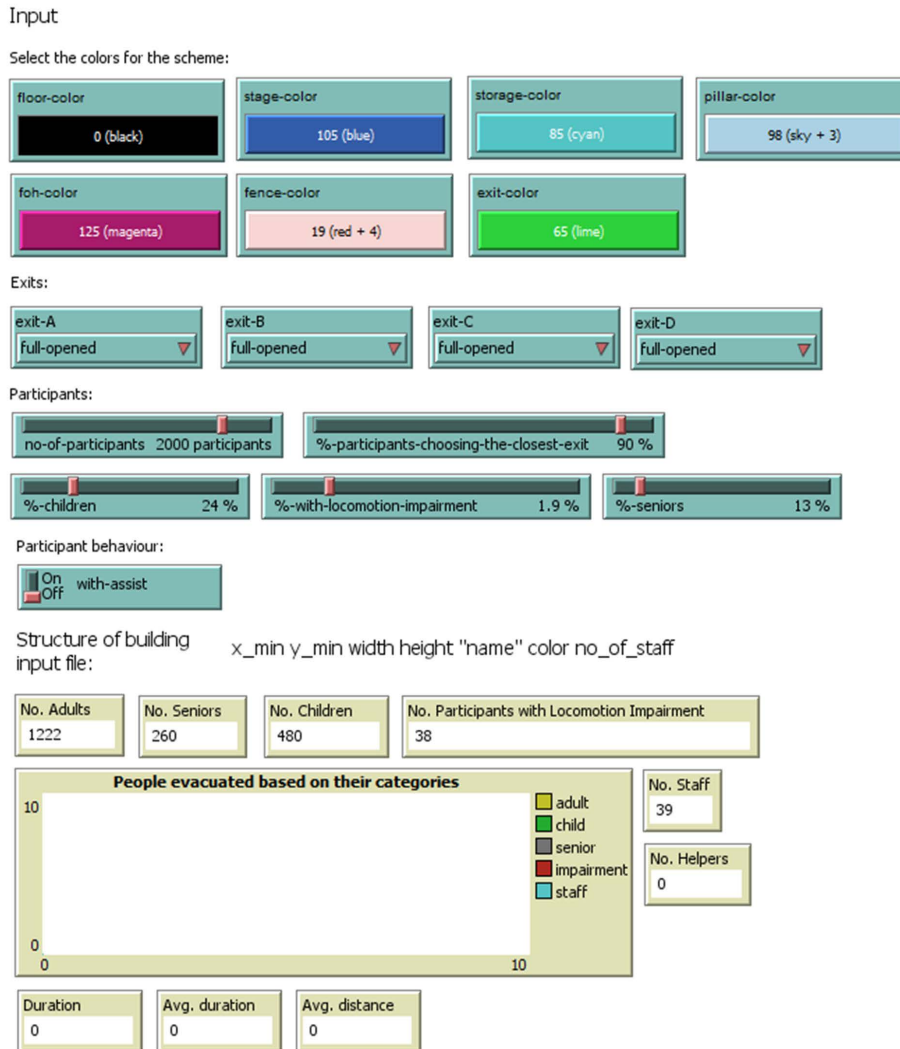 Input
Select the colors for the scheme:
floor-color stage-color storage-color pillar-color
0 (black) 105 (blue) 85 (cyan) 98 (sky + 3)
foh-color fence-color exit-color
125 (magenta) 19 (red + 4) 65 (lime)
Exits:
exit-A exit-B exit-C exit-D
full-opened full-opened full-opened full-opened
Participants:
no-of-participants 2000 participants %-participants-choosing-the-closest-exit 90 %
%-children 24 % %-with-locomotion-impairment 1.9 % %-seniors 13 %
Participant behaviour:
On
Off with-assist
Structure of building
input file:
x_min y_min width height "name" color no_of_staff
No. Adults No. Seniors No. Children No. Participants with Locomotion Impairment
1222 260 480 38
People evacuated based on their categories
10
0
0 10
adult
child
senior
impairment
staff
No. Staff
39
No. Helpers
0
Duration Avg. duration Avg. distance
0 0 0